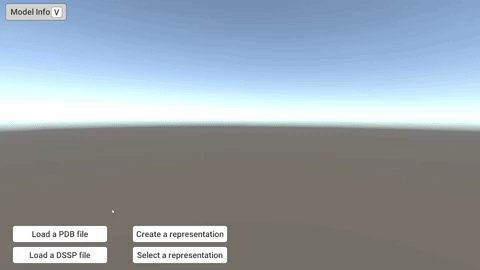 Model Info V
Load a PDB file
Create a representation
Load a DSSP file
Select a representation